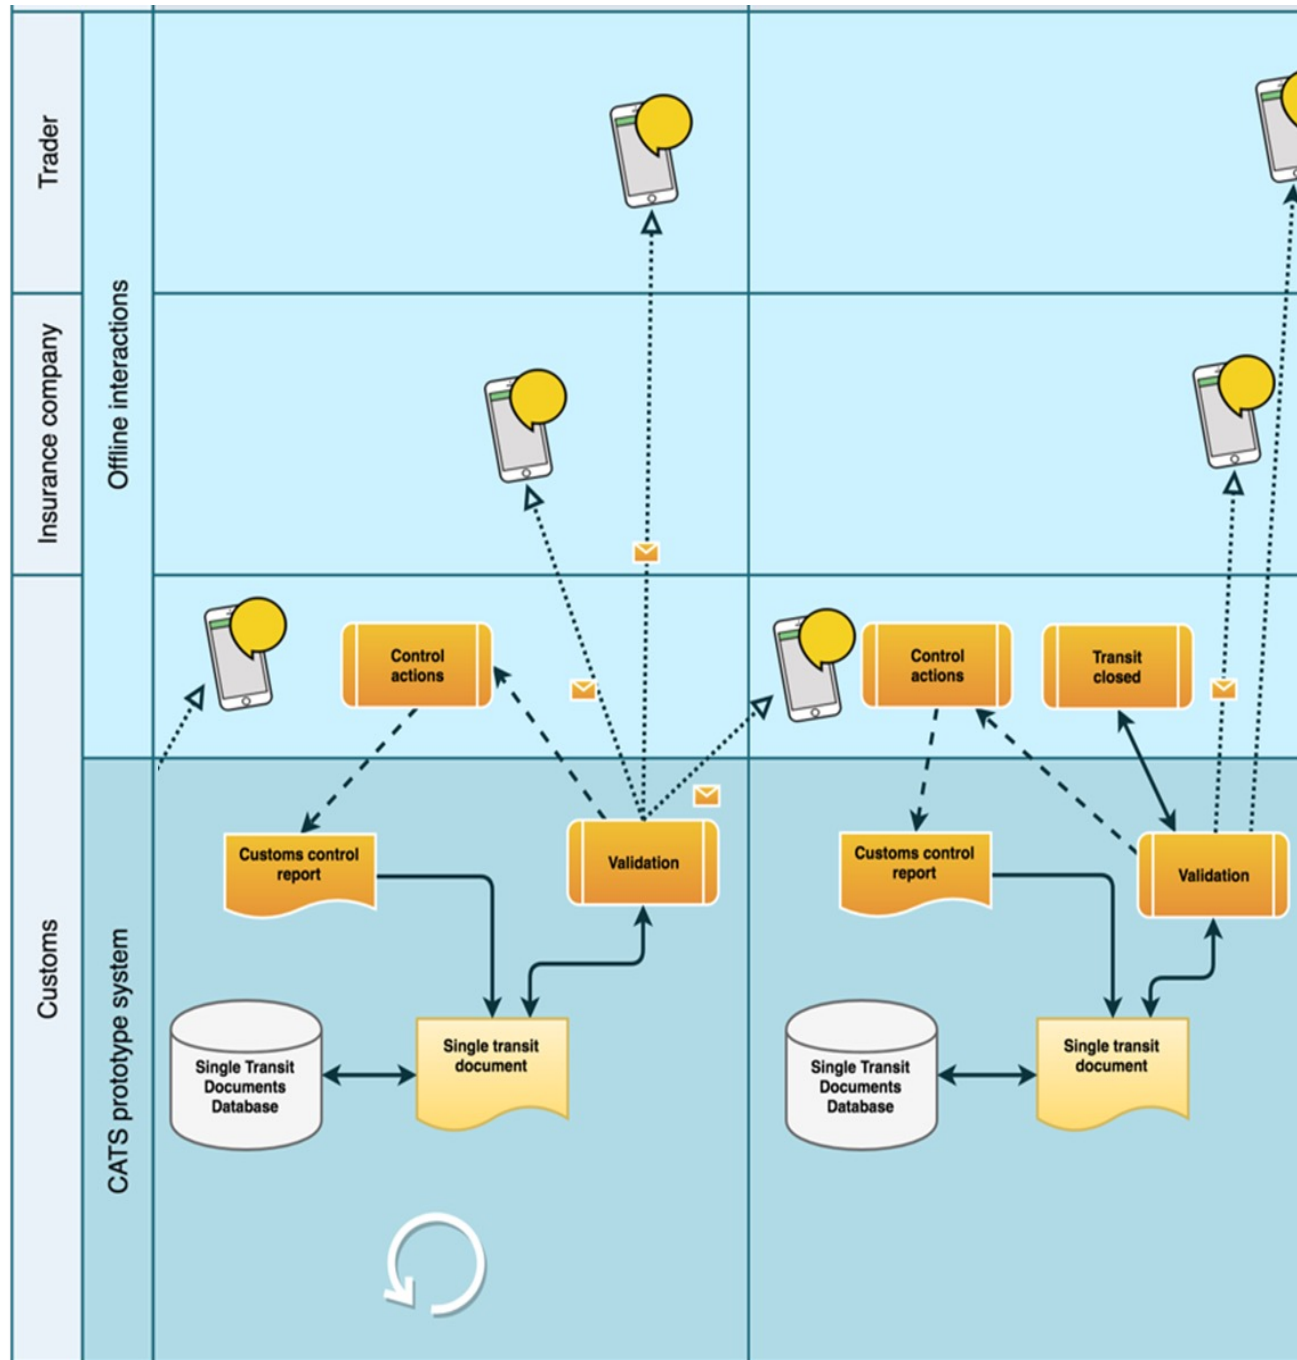 Trader
Insurance company
Customs
Offline interactions
CATS prototype system
Control
actions
Customs control
report
Validation
Single Transit
Documents
Database
Single transit
document
Control
actions
Transit
closed
Customs control
report
Validation
Single Transit
Documents
Database
Single transit
document